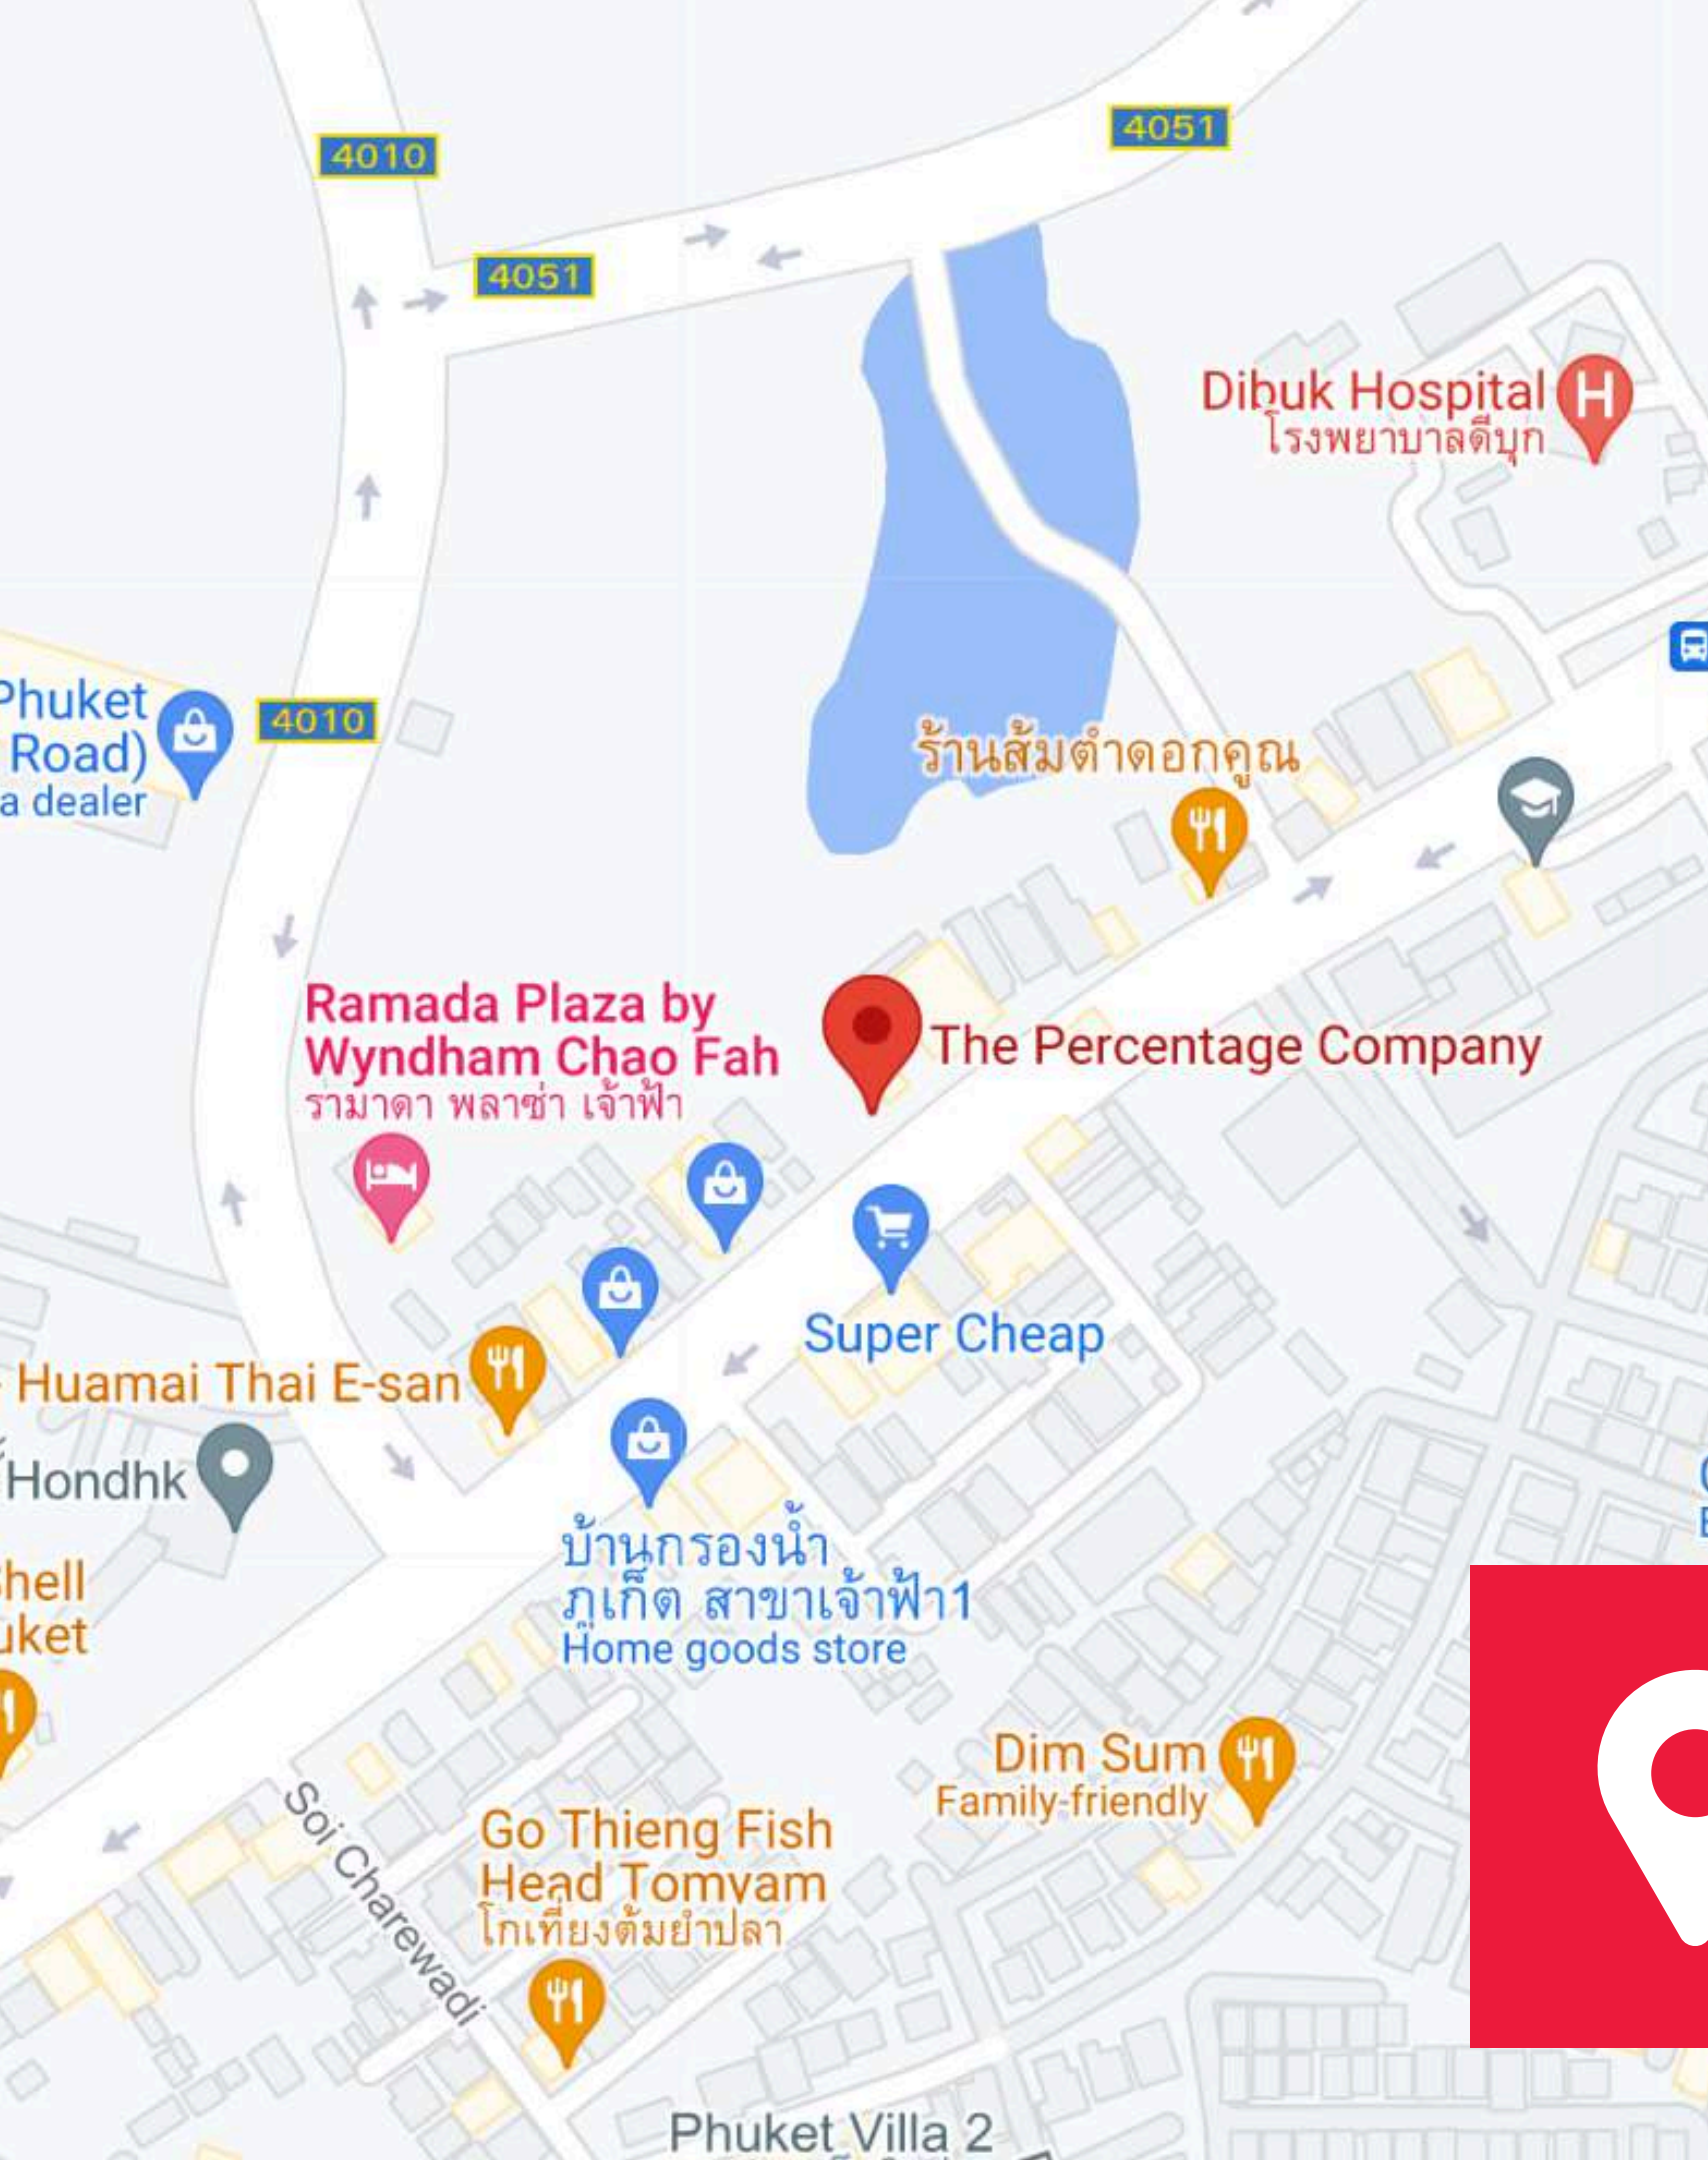 4051
4010
4051
Dibuk Hospital
โรงพยาบาลดีบุก
Phuket
Road)
a dealer
4010
ร้านส้มตำดอกคูณ
Ramada Plaza by
Wyndham Chao Fah
รามาดา พลาซ่า เจ้าฟ้า
The Percentage Company
Super Cheap
Huamai Thai E-san
Hondhk
บ้านกรองน้ำ
ภูเก็ต สาขาเจ้าฟ้า1
Home goods store
hell
uket
Dim Sum
Family-friendly
Soi Charewadi
Go Thieng Fish
Head Tomyam
โกเที่ยงต้มยำปลา
Phuket Villa 2